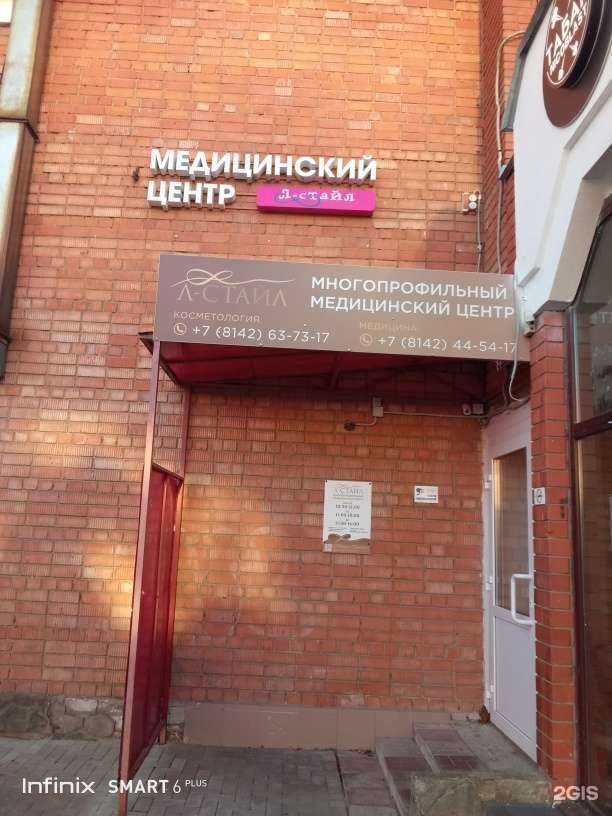 МЕДИЦИНСКИЙ
ЦЕНТР
Л-стайл
Л-СТАЙЛ
МНОГОПРОФИЛЬНЫЙ
МЕДИЦИНСКИЙ ЦЕНТР
КОСМЕТОЛОГИЯ
+7 (8142) 63-73-17
МЕДИЦИНА
+7 (8142) 44-54-17
Л-СТАЙЛ
Infinix SMART 6 PLUS
2GIS